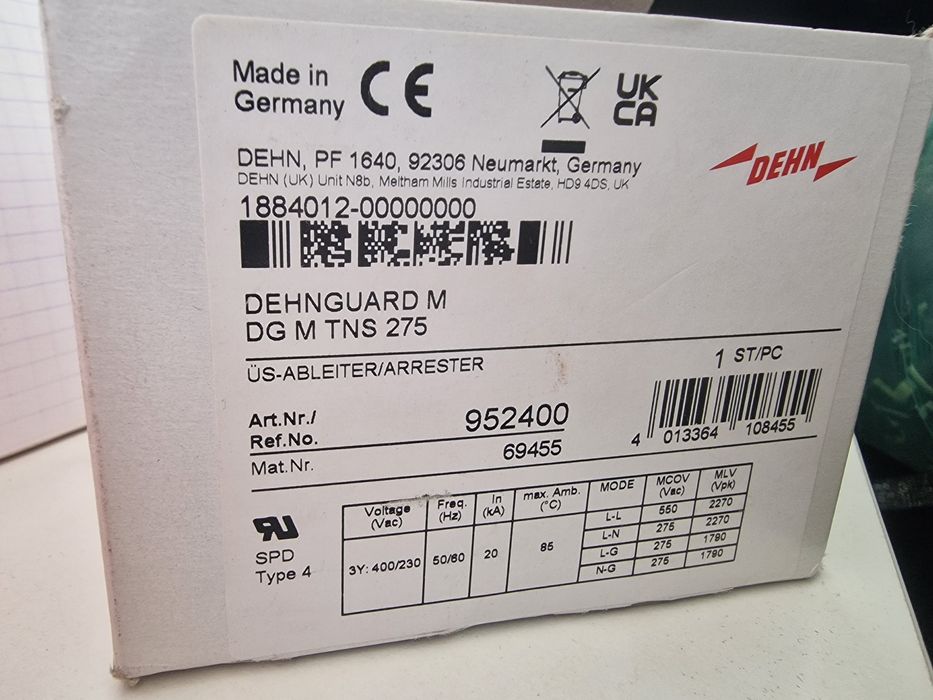 Made in
Germany
CE
UK
CA
DEHN
DEHN, PF 1640, 92306 Neumarkt, Germany
DEHN (UK) Unit N8b, Meltham Mills Industrial Estate, HD9 4DS, UK
1884012-00000000
DEHNGUARD M
DG M TNS 275
ÜS-ABLEITER/ARRESTER
1 ST/PC
Art.Nr./
Ref.No.
952400
Mat.Nr.
69455
4 013364 108455
SPD
Type 4
Voltage (Vac) Freq. (Hz) In (kA) max. Amb. (°C) MODE MCOV (Vac) MLV (Vpk)
3Y: 400/230 50/60 20 85
L-L 550 2270
L-N 275 2270
L-G 275 1790
N-G 275 1790